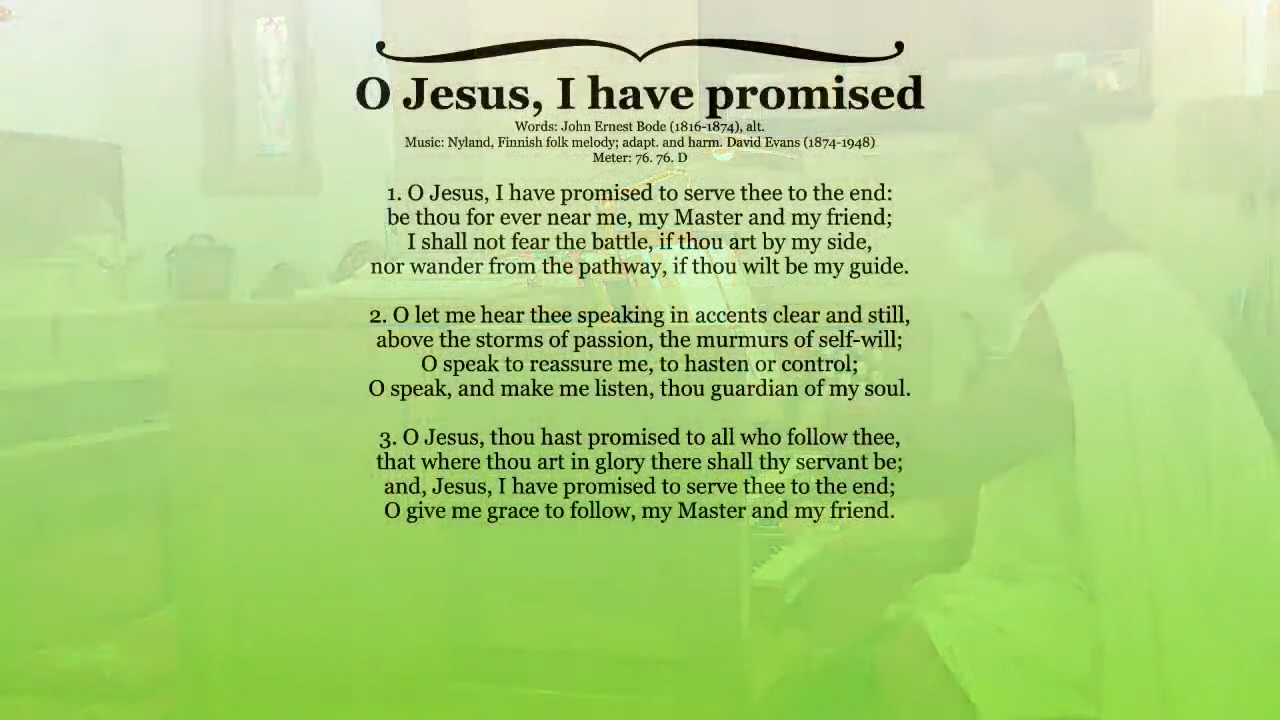 O Jesus, I have promised
Words: John Ernest Bode (1816-1874), alt.
Music: Nyland, Finnish folk melody; adapt. and harm. David Evans (1874-1948)
Meter: 76. 76. D
1. O Jesus, I have promised to serve thee to the end:
be thou for ever near me, my Master and my friend;
I shall not fear the battle, if thou art by my side,
nor wander from the pathway, if thou wilt be my guide.
2. O let me hear thee speaking in accents clear and still,
above the storms of passion, the murmurs of self-will;
O speak to reassure me, to hasten or control;
O speak, and make me listen, thou guardian of my soul.
3. O Jesus, thou hast promised to all who follow thee,
that where thou art in glory there shall thy servant be;
and, Jesus, I have promised to serve thee to the end;
O give me grace to follow, my Master and my friend.